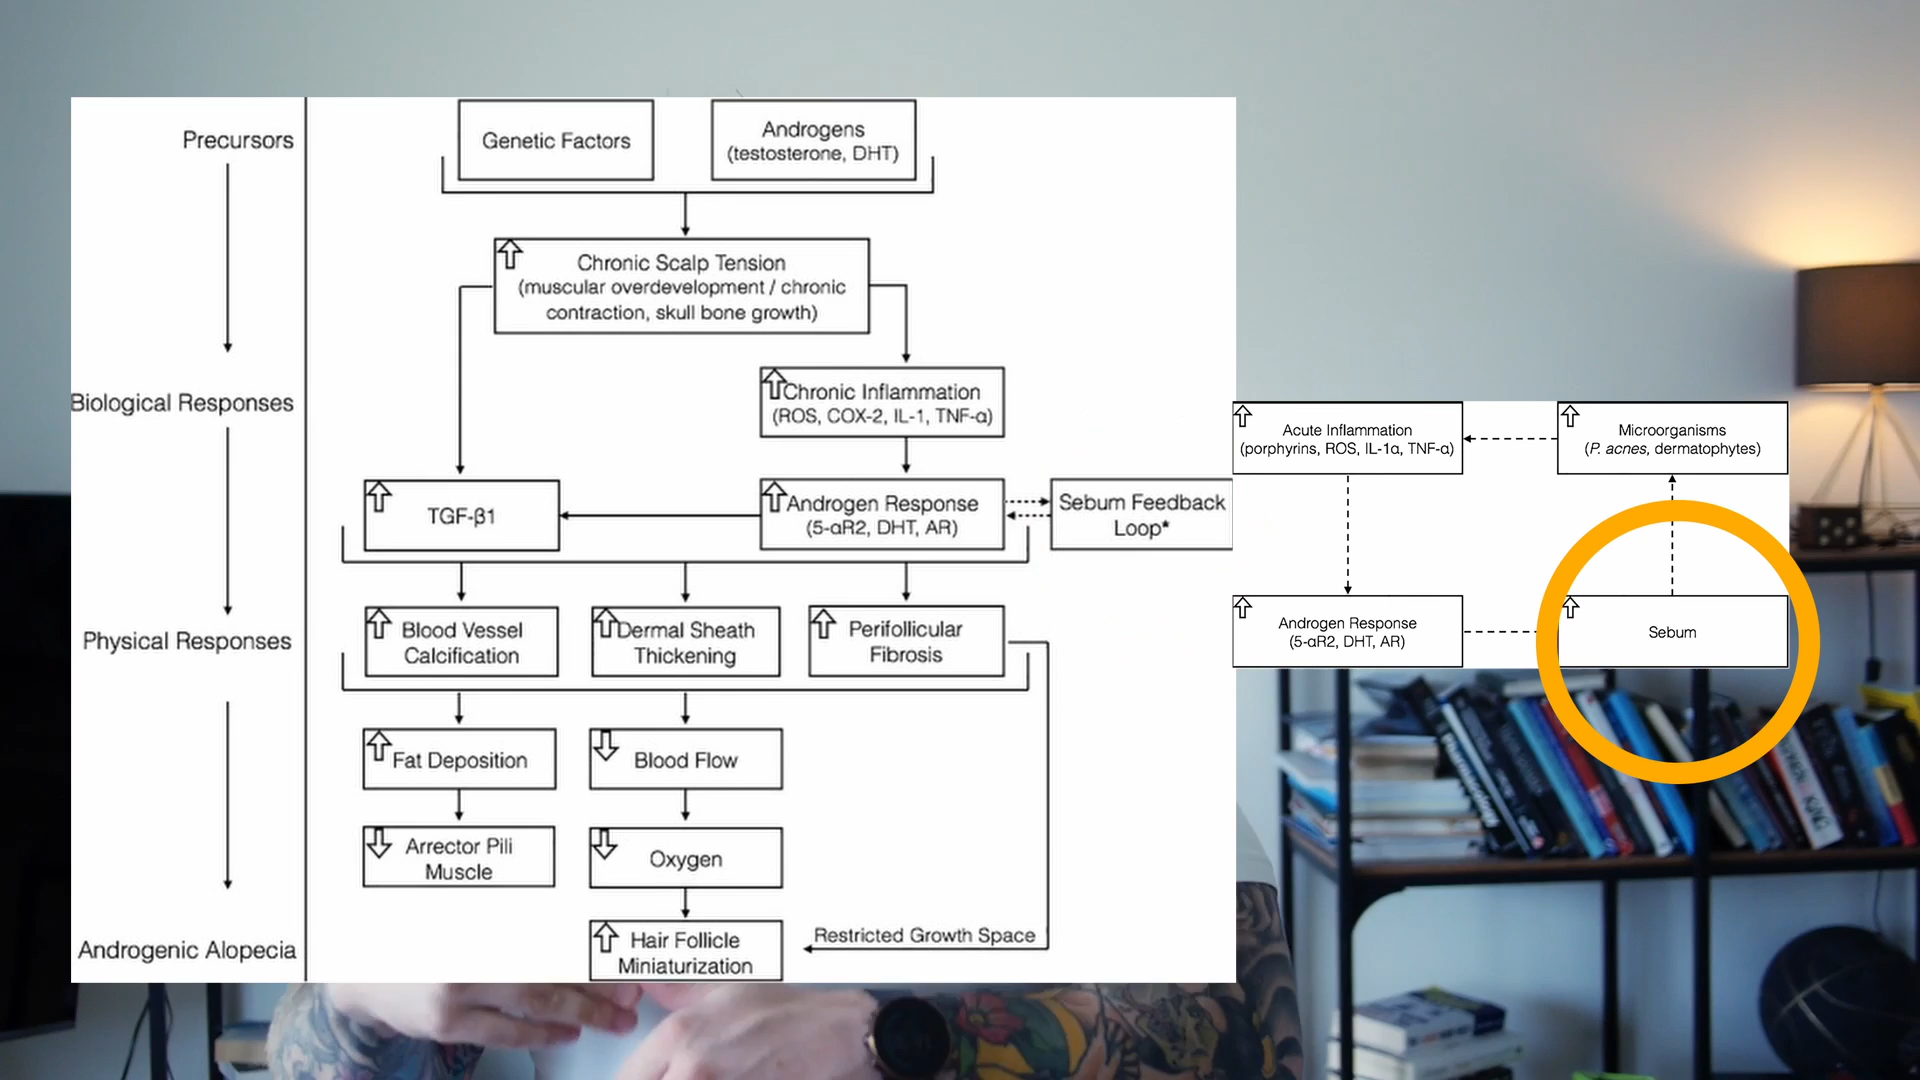 Precursors
Genetic Factors
Androgens
(testosterone, DHT)
Chronic Scalp Tension
(muscular overdevelopment / chronic
contraction, skull bone growth)
Biological Responses
Chronic Inflammation
(ROS, COX-2, IL-1, TNF-α)
TGF-β1
Androgen Response
(5-αR2, DHT, AR)
Sebum Feedback
Loop*
Physical Responses
Blood Vessel
Calcification
Dermal Sheath
Thickening
Perifollicular
Fibrosis
Fat Deposition
Blood Flow
Arrector Pili
Muscle
Oxygen
Androgenic Alopecia
Hair Follicle
Miniaturization
Restricted Growth Space
Acute Inflammation
(porphyrins, ROS, IL-1α, TNF-α)
Microorganisms
(P. acnes, dermatophytes)
Androgen Response
(5-αR2, DHT, AR)
Sebum